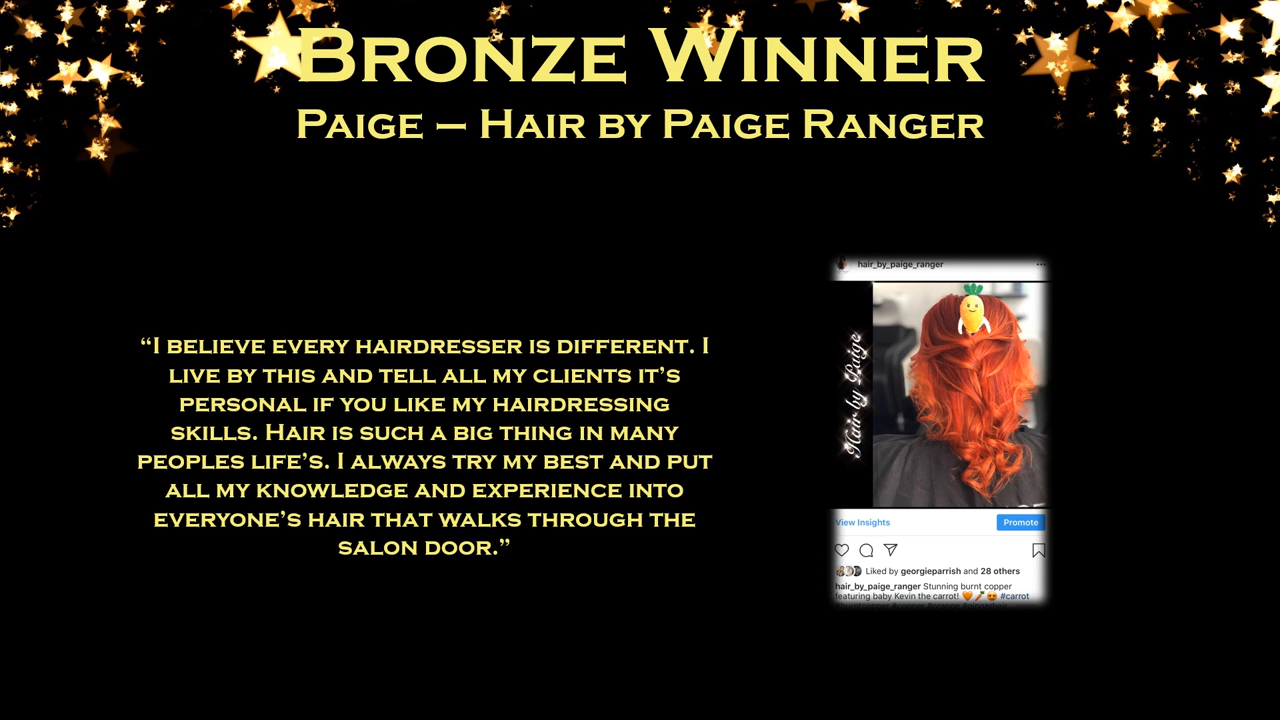 Bronze Winner
Paige – Hair by Paige Ranger
“I believe every hairdresser is different. I
live by this and tell all my clients it’s
personal if you like my hairdressing
skills. Hair is such a big thing in many
peoples life’s. I always try my best and put
all my knowledge and experience into
everyone’s hair that walks through the
salon door.”
hair_by_paige_ranger
Hair by Paige
View Insights
Promote
Liked by georgieparrish and 28 others
hair_by_paige_ranger Stunning burnt copper
featuring baby Kevin the carrot! 🧡🥕😍 #carrot